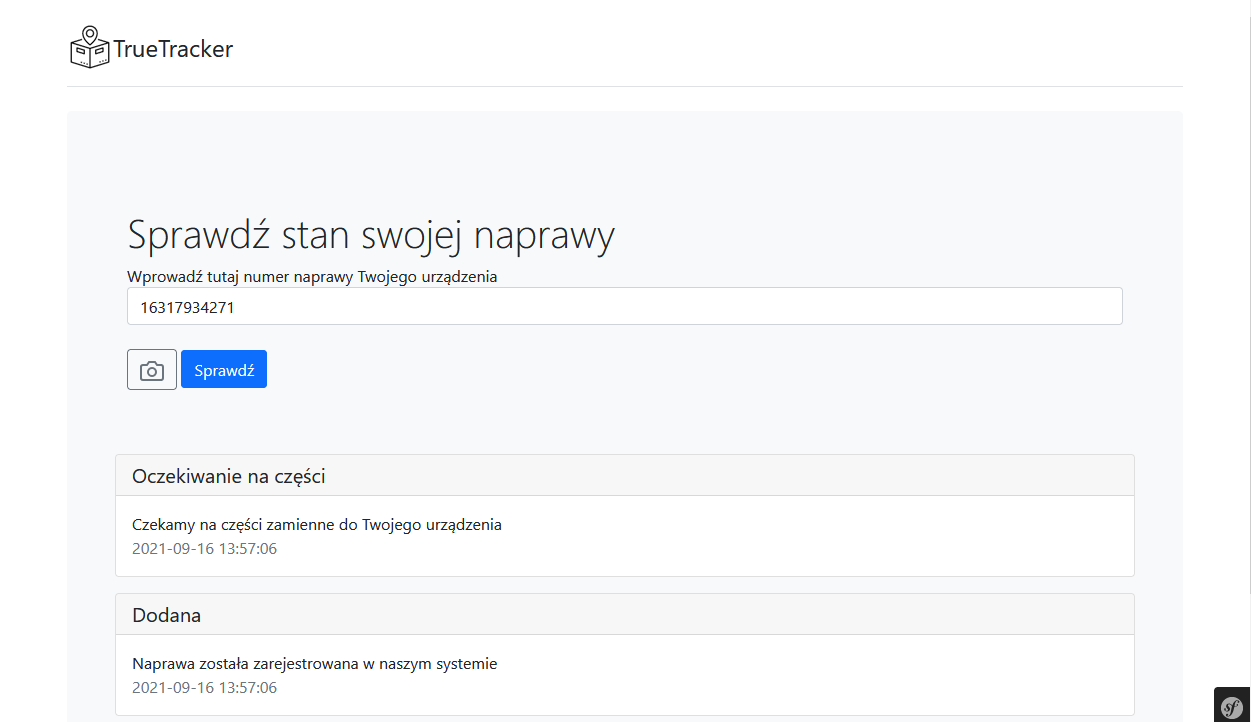 TrueTracker
Sprawdź stan swojej naprawy
Wprowadź tutaj numer naprawy Twojego urządzenia
16317934271
Sprawdź
Oczekiwanie na części
Czekamy na części zamienne do Twojego urządzenia
2021-09-16 13:57:06
Dodana
Naprawa została zarejestrowana w naszym systemie
2021-09-16 13:57:06
sf